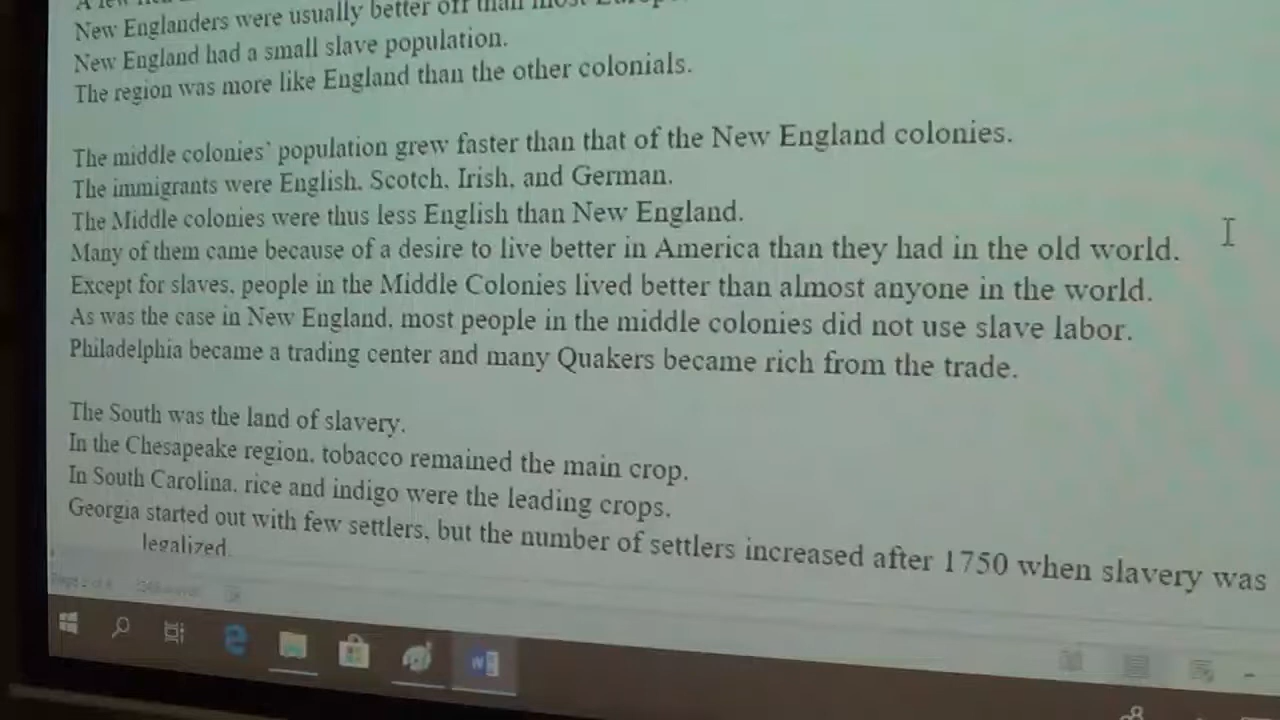 A few
New Englanders were usually better off than most
New England had a small slave population.
The region was more like England than the other colonials.
The middle colonies' population grew faster than that of the New England colonies.
The immigrants were English, Scotch, Irish, and German.
The Middle colonies were thus less English than New England.
Many of them came because of a desire to live better in America than they had in the old world.
Except for slaves, people in the Middle Colonies lived better than almost anyone in the world.
As was the case in New England, most people in the middle colonies did not use slave labor.
Philadelphia became a trading center and many Quakers became rich from the trade.
The South was the land of slavery.
In the Chesapeake region, tobacco remained the main crop.
In South Carolina, rice and indigo were the leading crops.
Georgia started out with few settlers, but the number of settlers increased after 1750 when slavery was
legalized.